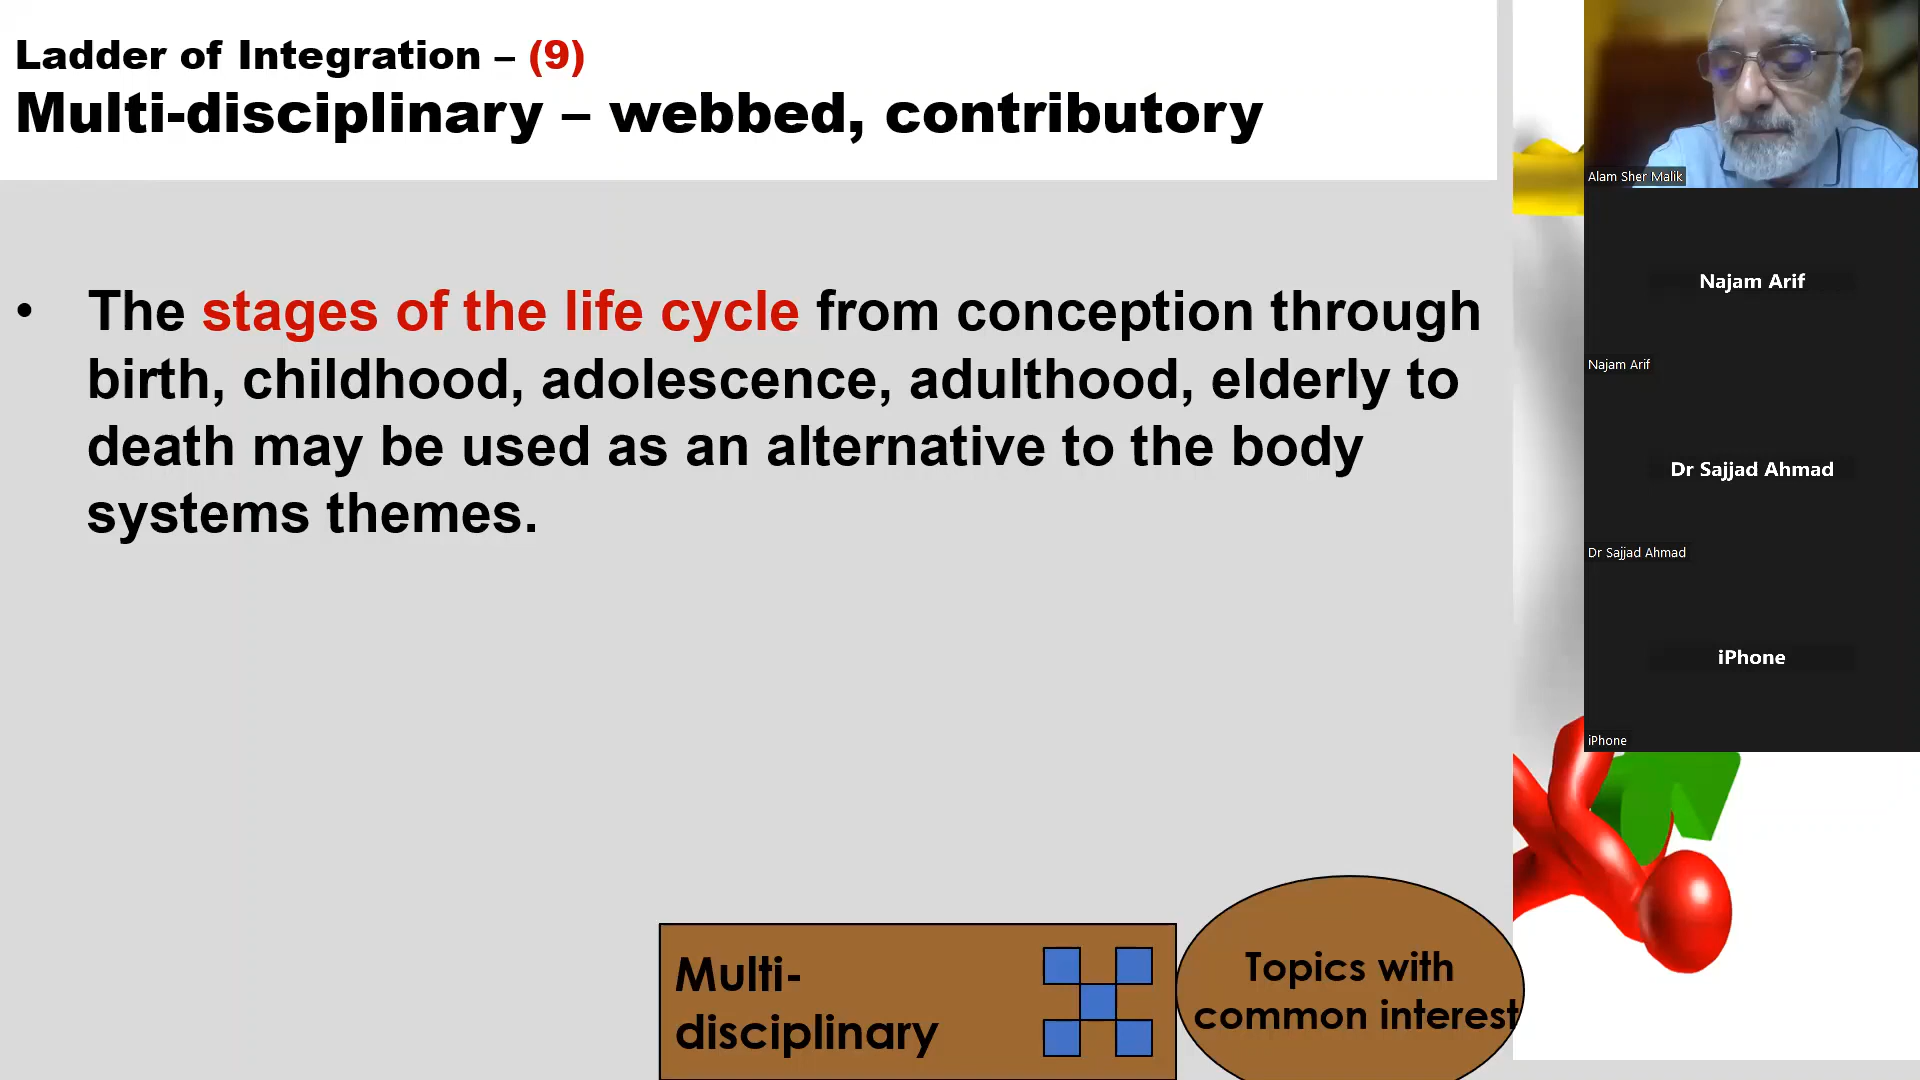 Ladder of Integration – (9)
Multi-disciplinary – webbed, contributory
• The stages of the life cycle from conception through
birth, childhood, adolescence, adulthood, elderly to
death may be used as an alternative to the body
systems themes.
Multi-
disciplinary
Topics with
common interest
Alam Sher Malik
Najam Arif
Najam Arif
Dr Sajjad Ahmad
Dr Sajjad Ahmad
iPhone
iPhone